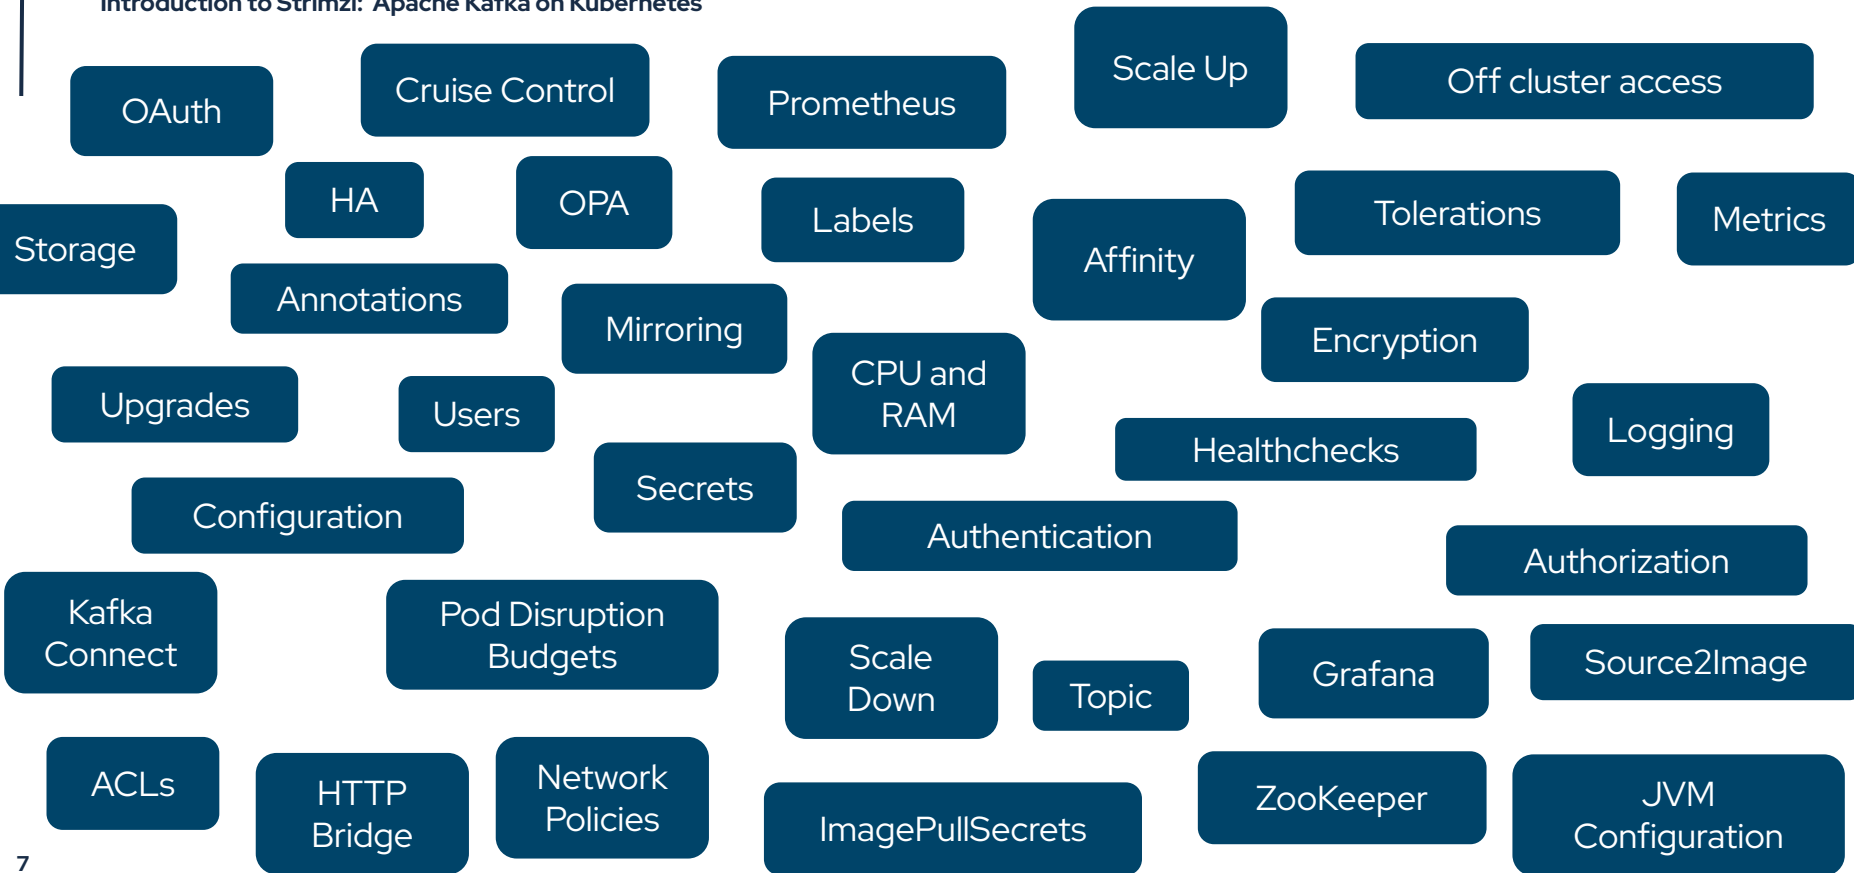 Introduction to Strimzi: Apache Kafka on Kubernetes
OAuth
Cruise Control
Prometheus
Scale Up
Off cluster access
HA
OPA
Labels
Affinity
Tolerations
Metrics
Storage
Annotations
Mirroring
CPU and
RAM
Encryption
Upgrades
Users
Secrets
Healthchecks
Logging
Configuration
Authentication
Authorization
Kafka
Connect
Pod Disruption
Budgets
Scale
Down
Topic
Grafana
Source2Image
ACLs
HTTP
Bridge
Network
Policies
ImagePullSecrets
ZooKeeper
JVM
Configuration
7